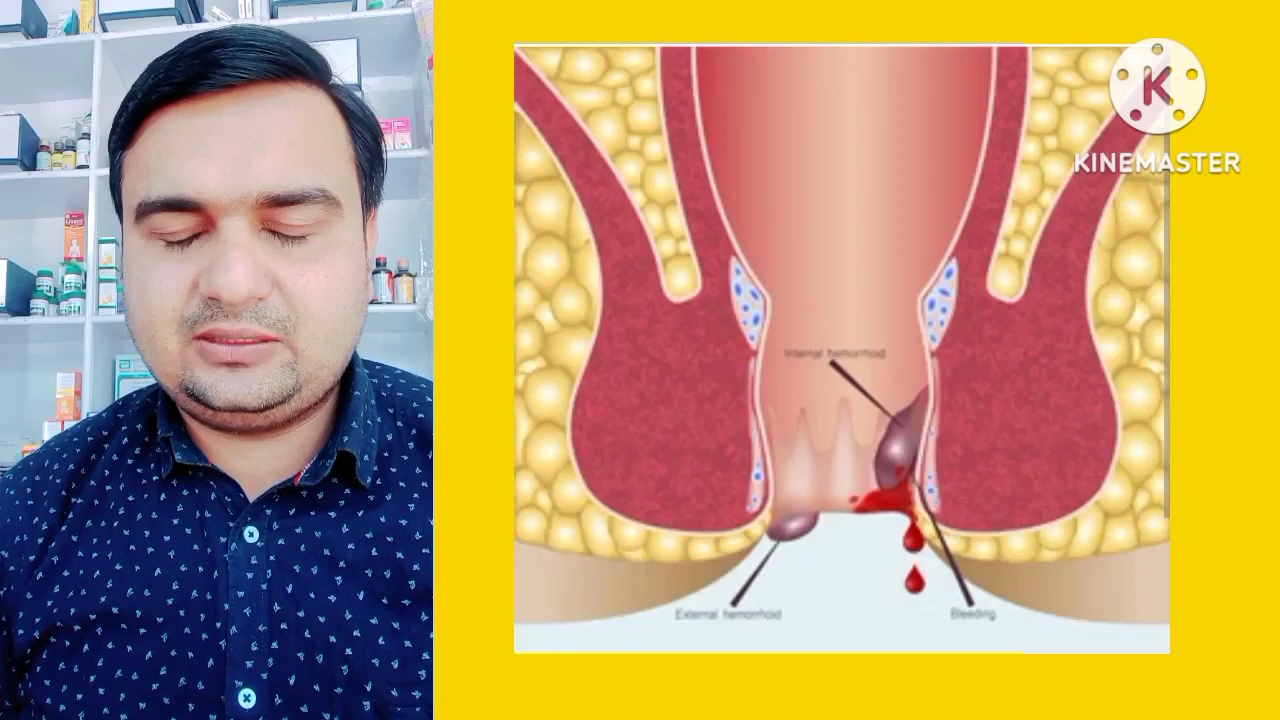 K
KINEMASTER
Internal hemorrhoid
External hemorrhoid
Bleeding